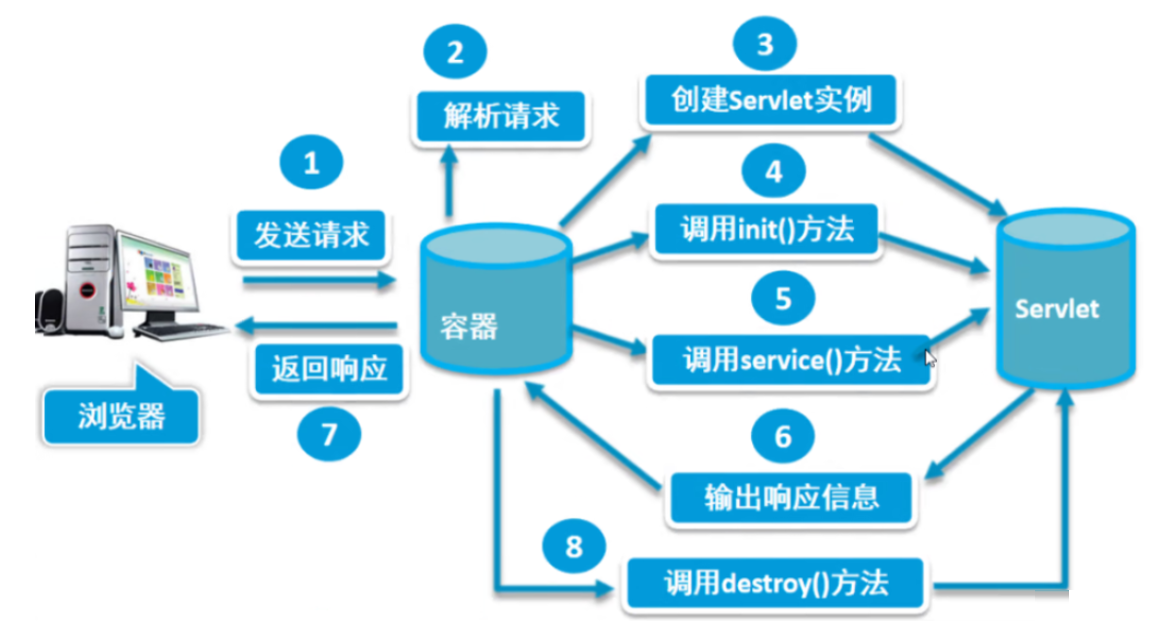 1
发送请求
2
解析请求
3
创建Servlet实例
4
调用init()方法
5
调用service()方法
6
输出响应信息
7
返回响应
8
调用destroy()方法
浏览器
容器
Servlet